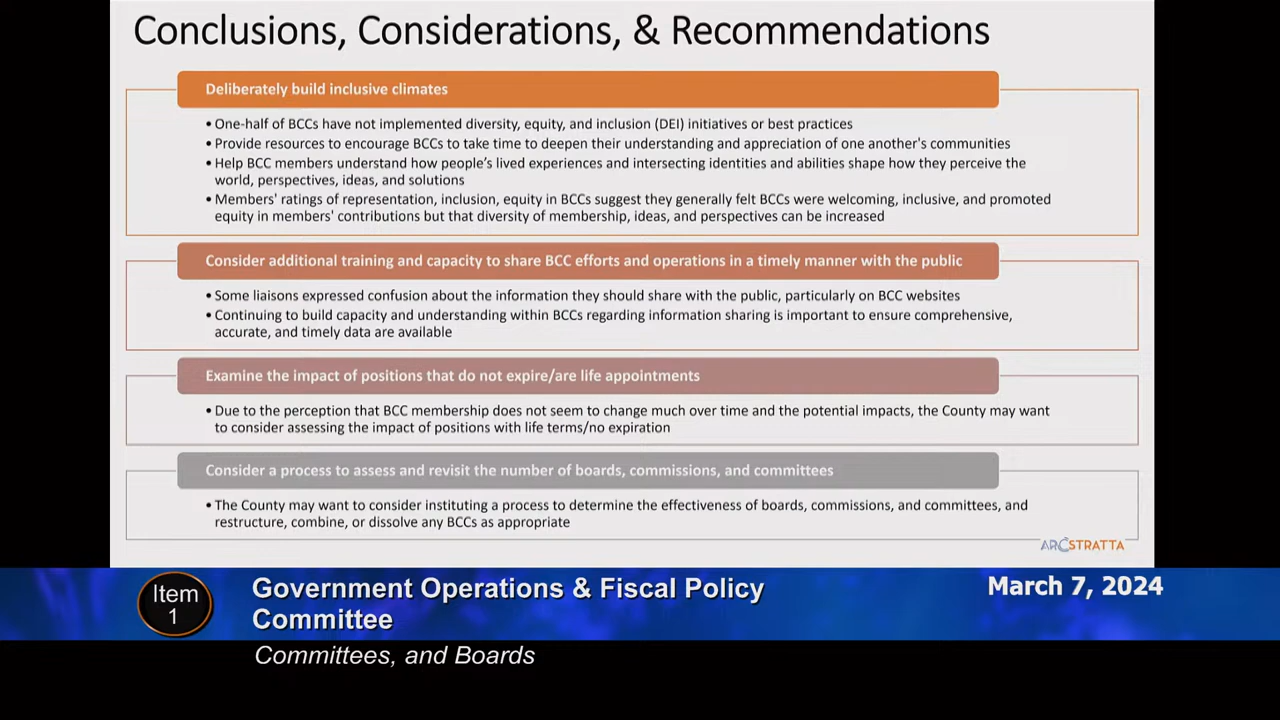 Conclusions, Considerations, & Recommendations
Deliberately build inclusive climates
• One-half of BCCs have not implemented diversity, equity, and inclusion (DEI) initiatives or best practices
• Provide resources to encourage BCCs to take time to deepen their understanding and appreciation of one another's communities
• Help BCC members understand how people's lived experiences and intersecting identities and abilities shape how they perceive the
world, perspectives, ideas, and solutions
• Members' ratings of representation, inclusion, equity in BCCs suggest they generally felt BCCs were welcoming, inclusive, and promoted
equity in members' contributions but that diversity of membership, ideas, and perspectives can be increased
Consider additional training and capacity to share BCC efforts and operations in a timely manner with the public
• Some liaisons expressed confusion about the information they should share with the public, particularly on BCC websites
• Continuing to build capacity and understanding within BCCs regarding information sharing is important to ensure comprehensive,
accurate, and timely data are available
Examine the impact of positions that do not expire/are life appointments
• Due to the perception that BCC membership does not seem to change much over time and the potential impacts, the County may want
to consider assessing the impact of positions with life terms/no expiration
Consider a process to assess and revisit the number of boards, commissions, and committees
• The County may want to consider instituting a process to determine the effectiveness of boards, commissions, and committees, and
restructure, combine, or dissolve any BCCs as appropriate
ARCSTRATTA
Item
1
Government Operations & Fiscal Policy
Committee
March 7, 2024
Committees, and Boards